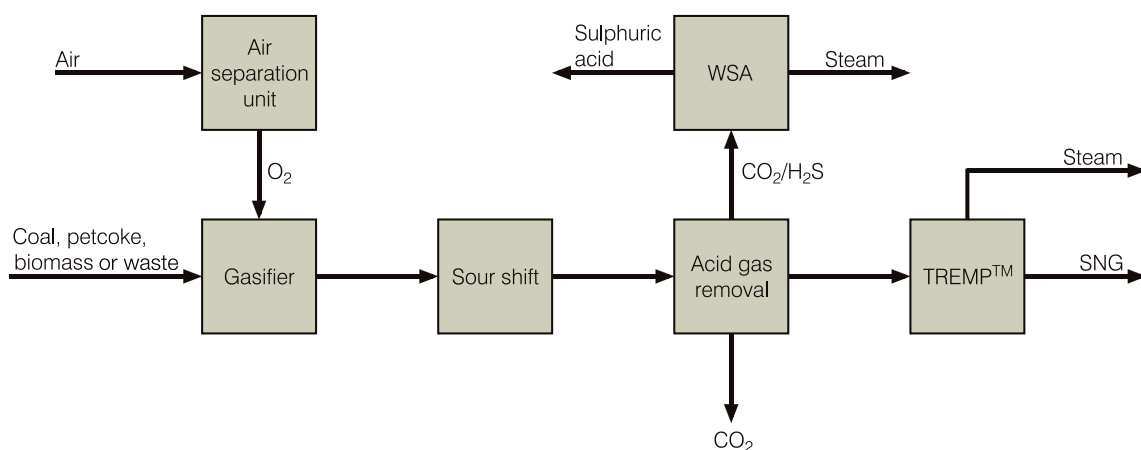 Air
Air
separation
unit
Sulphuric
acid
WSA
Steam
O₂
CO₂/H₂S
Steam
Coal, petcoke,
biomass or waste
Gasifier
Sour shift
Acid gas
removal
TREMP™
SNG
CO₂